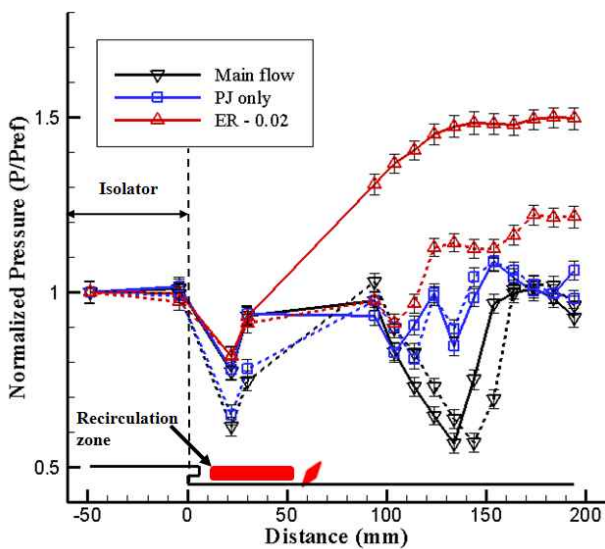 Normalized Pressure (P/Pref)
1.5
1
0.5
Main flow
PJ only
ER - 0.02
Isolator
Recirculation
zone
-50
0
50
100
150
200
Distance (mm)